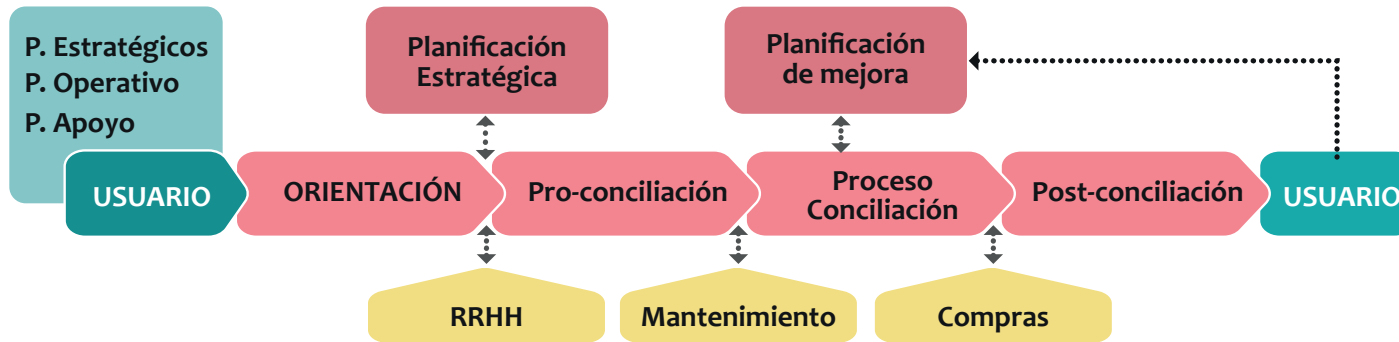 P. Estratégicos
P. Operativo
P. Apoyo
Planificación
Estratégica
Planificación
de mejora
USUARIO
ORIENTACIÓN
Pro-conciliación
Proceso
Conciliación
Post-conciliación
USUARIO
RRHH
Mantenimiento
Compras